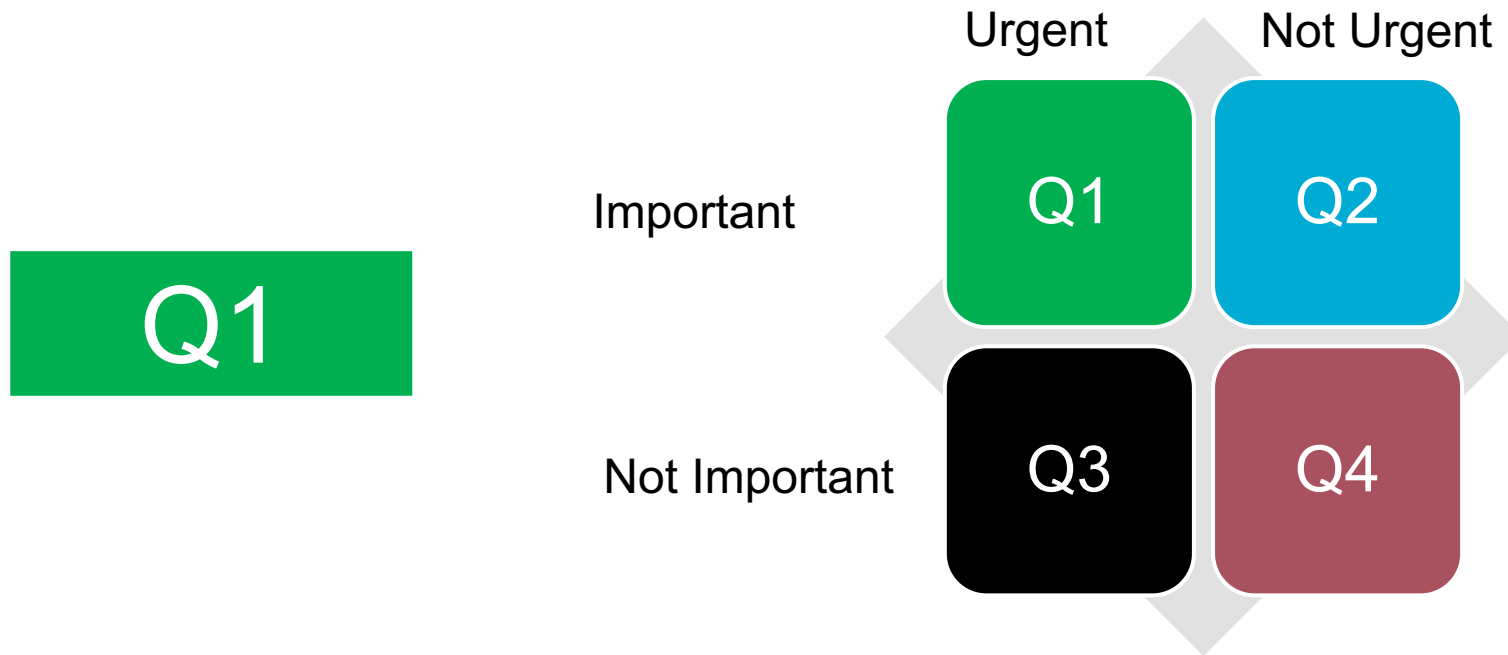 Urgent
Not Urgent
Important
Q1
Q2
Q1
Not Important
Q3
Q4